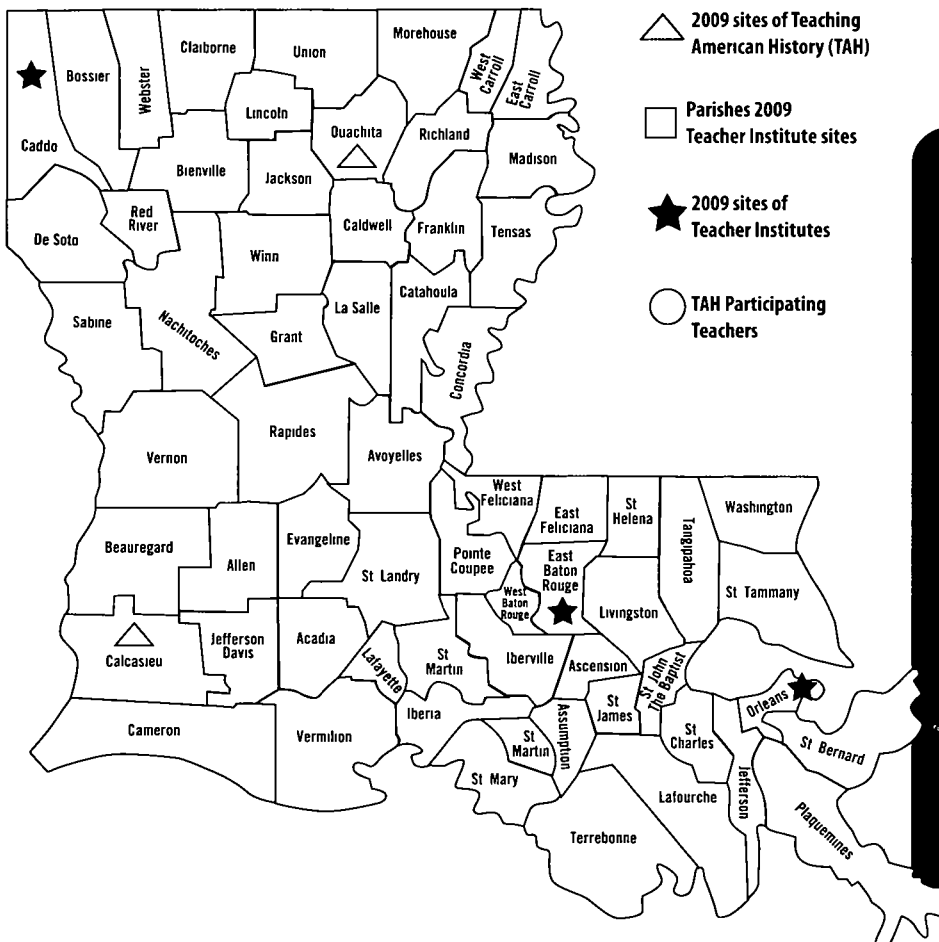 2009 sites of Teaching
American History (TAH)
Parishes 2009
Teacher Institute sites
2009 sites of
Teacher Institutes
TAH Participating
Teachers
Caddo
Bossier
Webster
Claiborne
Union
Morehouse
West
Carroll
East
Carroll
Lincoln
Ouachita
Richland
Madison
Bienville
Jackson
De Soto
Red
River
Winn
Caldwell
Franklin
Tensas
Sabine
Nachitoches
Grant
La Salle
Catahoula
Concordia
Vernon
Rapides
Avoyelles
West
Feliciana
East
Feliciana
St
Helena
Tangipahoa
Washington
Beauregard
Allen
Evangeline
St Landry
Pointe
Coupee
West
Baton
Rouge
East
Baton
Rouge
Livingston
St Tammany
Calcasieu
Jefferson
Davis
Acadia
Lafayette
St
Martin
Iberville
Ascension
St John
The Baptist
Orleans
Cameron
Vermilion
Iberia
St
Martin
Assumption
St
James
St
Charles
St Bernard
St Mary
Terrebonne
Lafourche
Jefferson
Plaquemines